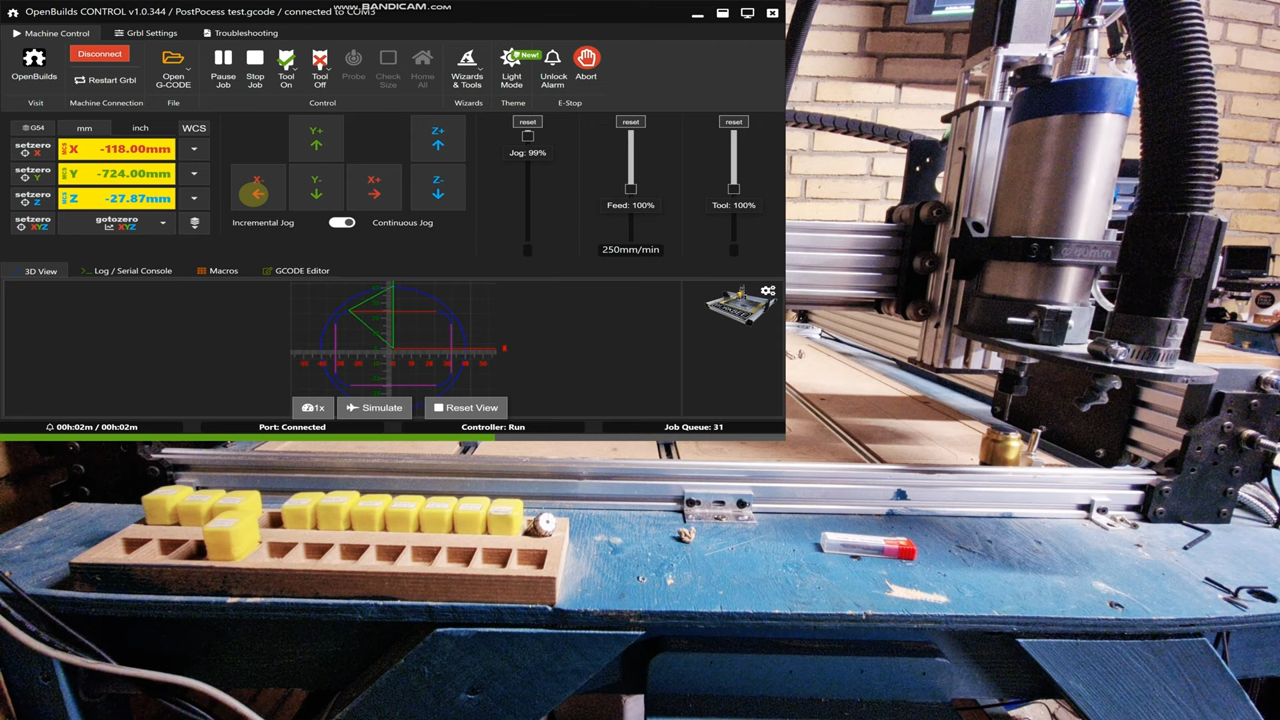 OpenBuilds CONTROL v1.0.344 / PostPocess test.gcode / connected to COM3
www.BANDICAM.com
Machine Control
Grbl Settings
Troubleshooting
OpenBuilds
Disconnect
Restart Grbl
Open
G-CODE
Pause
Job
Stop
Job
Tool
On
Tool
Off
Probe
Check
Size
Home
All
Wizards
& Tools
New!
Light
Mode
Unlock
Alarm
Abort
Visit
Machine Connection
File
Control
Wizards
Theme
E-Stop
G54
mm
inch
WCS
setzero
X
MCS
X
-118.00mm
setzero
Y
MCS
Y
-724.00mm
setzero
Z
MCS
Z
-27.87mm
setzero
XYZ
gotozero
XYZ
Y+
Z+
X-
Y-
X+
Z-
Incremental Jog
Continuous Jog
reset
Jog: 99%
reset
Feed: 100%
250mm/min
reset
Tool: 100%
3D View
Log / Serial Console
Macros
GCODE Editor
X
1x
Simulate
Reset View
00h:02m / 00h:02m
Port: Connected
Controller: Run
Job Queue: 31